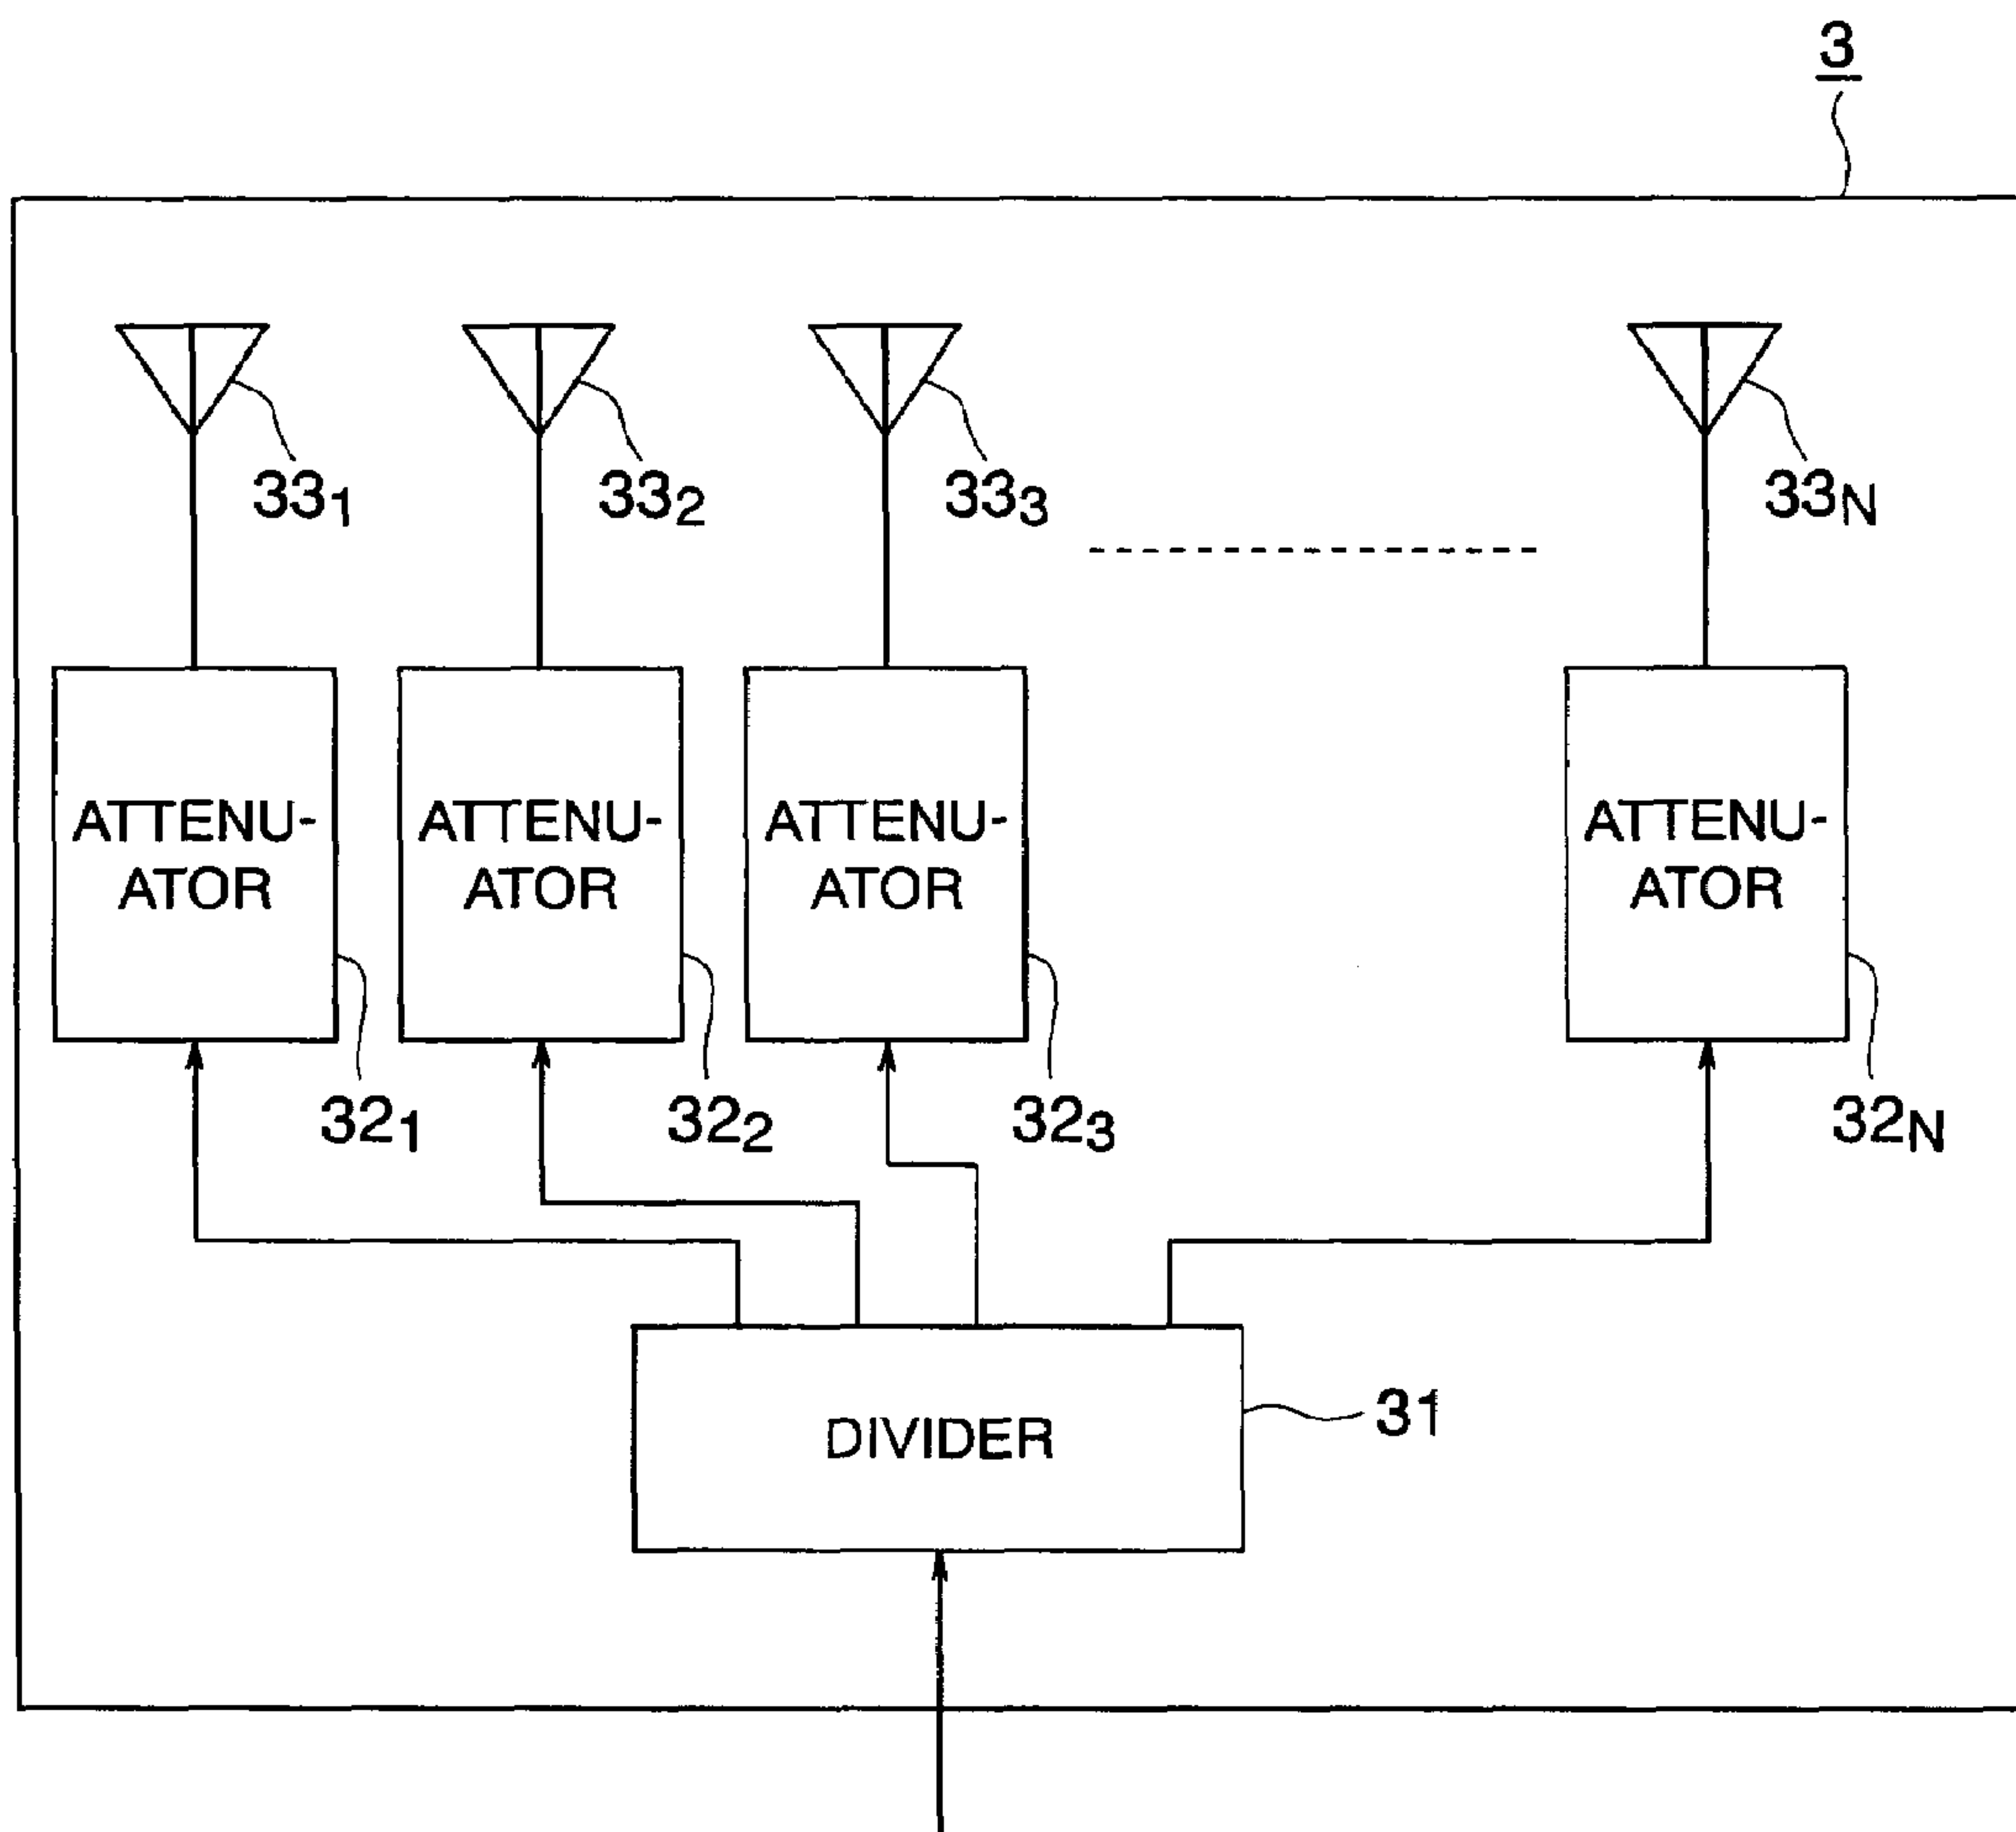 3
33₁ 33₂ 33₃ 33N
ATTENU- ATTENU- ATTENU- ATTENU-
ATOR ATOR ATOR ATOR
32₁ 32₂ 32₃ 32N
DIVIDER 31